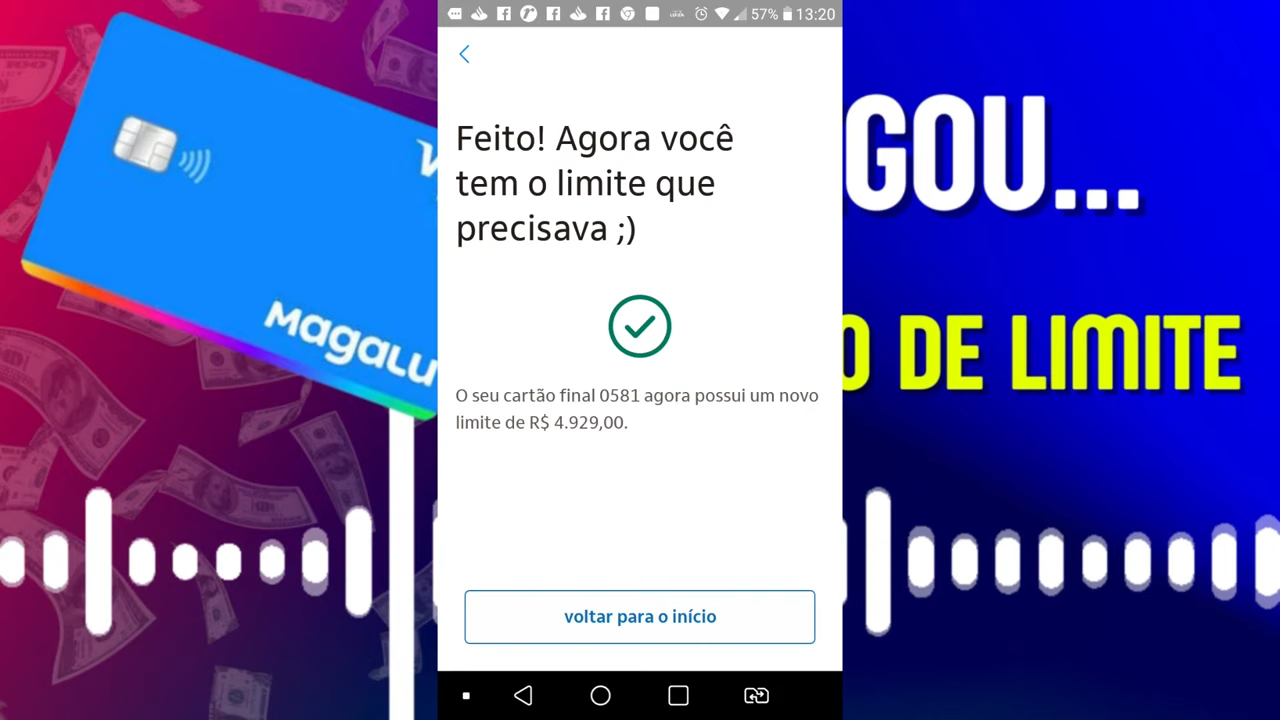 57% 13:20
Feito! Agora você
tem o limite que
precisava ;)
O seu cartão final 0581 agora possui um novo
limite de R$ 4.929,00.
voltar para o início
Magalu
GOU...
O DE LIMITE